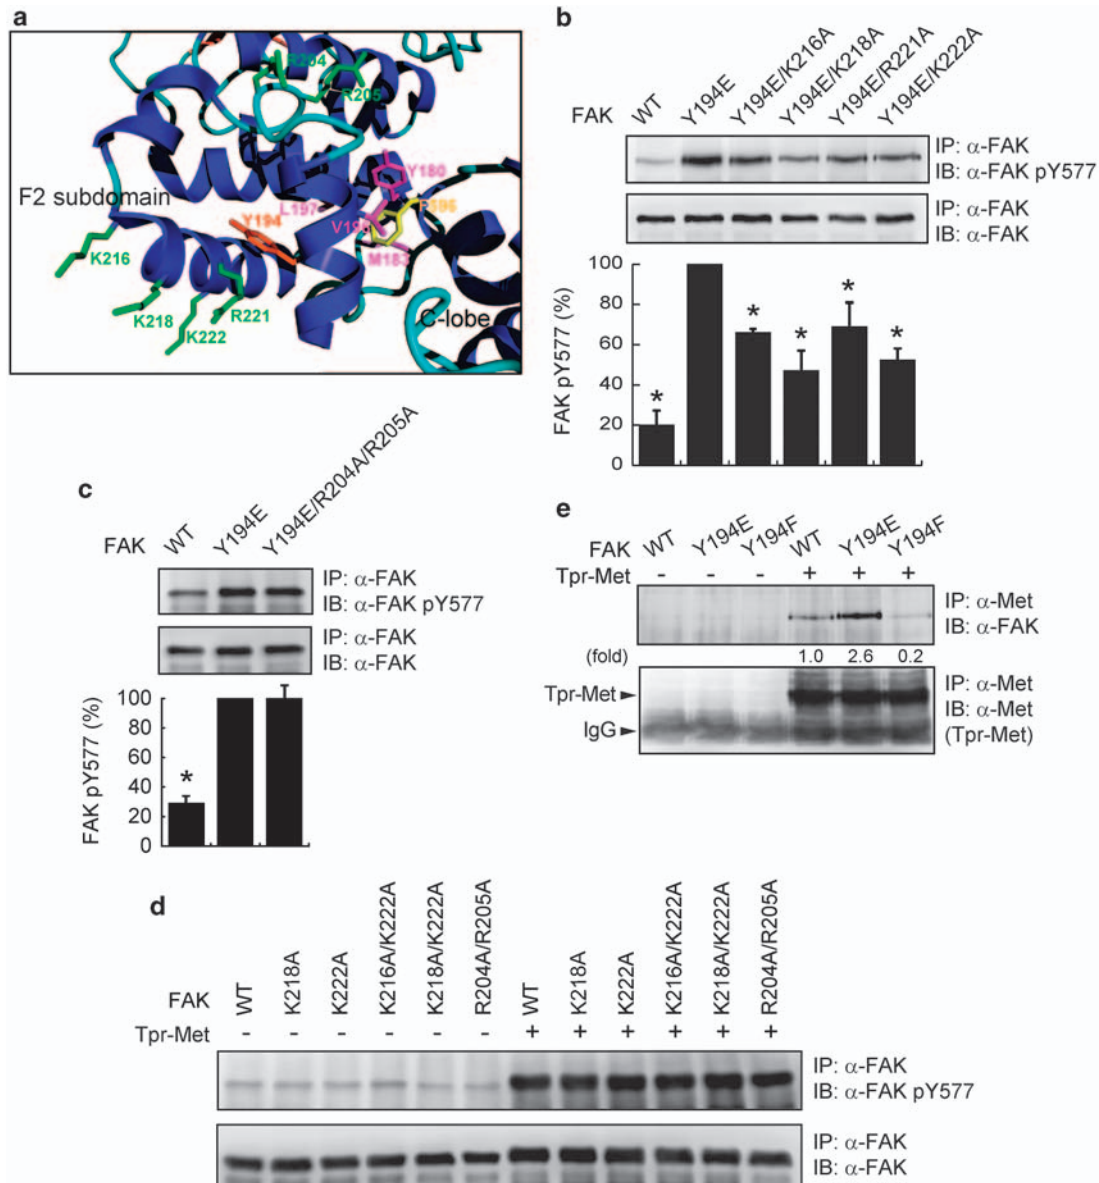 a
R204
R205
Y180
F2 subdomain
L197
F596
Y194
V196
M183
K216
K218
R221
K222
C-lobe
b
FAK WT Y194E Y194E/K216A Y194E/K218A Y194E/R221A Y194E/K222A
IP: α-FAK
IB: α-FAK pY577
IP: α-FAK
IB: α-FAK
FAK pY577 (%)
100
80
60
40
20
0
* * * * *
c
FAK WT Y194E Y194E/R204A/R205A
IP: α-FAK
IB: α-FAK pY577
IP: α-FAK
IB: α-FAK
FAK pY577 (%)
100
80
60
40
20
0
*
e
FAK WT Y194E Y194F WT Y194E Y194F
Tpr-Met - - - + + +
IP: α-Met
IB: α-FAK
(fold) 1.0 2.6 0.2
Tpr-Met
IgG
IP: α-Met
IB: α-Met
(Tpr-Met)
d
FAK WT K218A K222A K216A/K222A K218A/K222A R204A/R205A WT K218A K222A K216A/K222A K218A/K222A R204A/R205A
Tpr-Met - - - - - - + + + + + +
IP: α-FAK
IB: α-FAK pY577
IP: α-FAK
IB: α-FAK